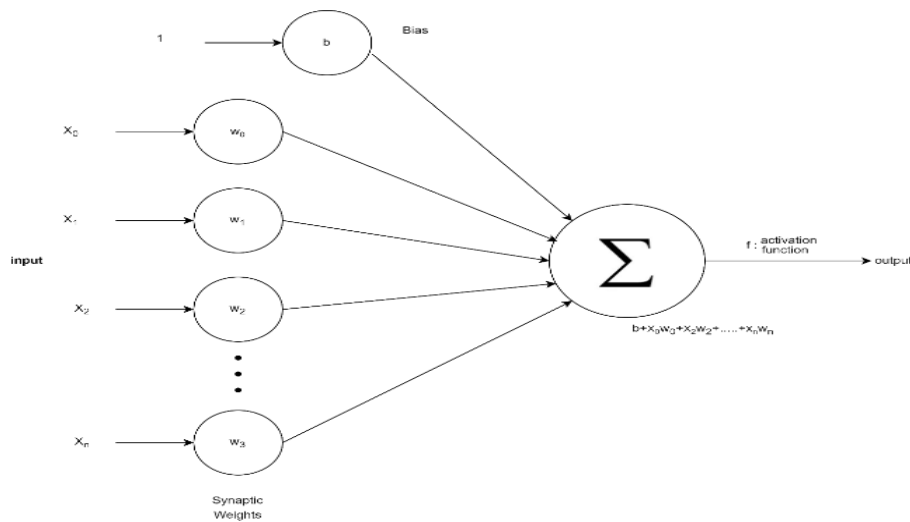 1
b
Bias
X0
w0
X1
w1
input
Σ
f : activation
function
output
X2
w2
b+x0w0+x2w2+.....+xnwn
Xn
w3
Synaptic
Weights